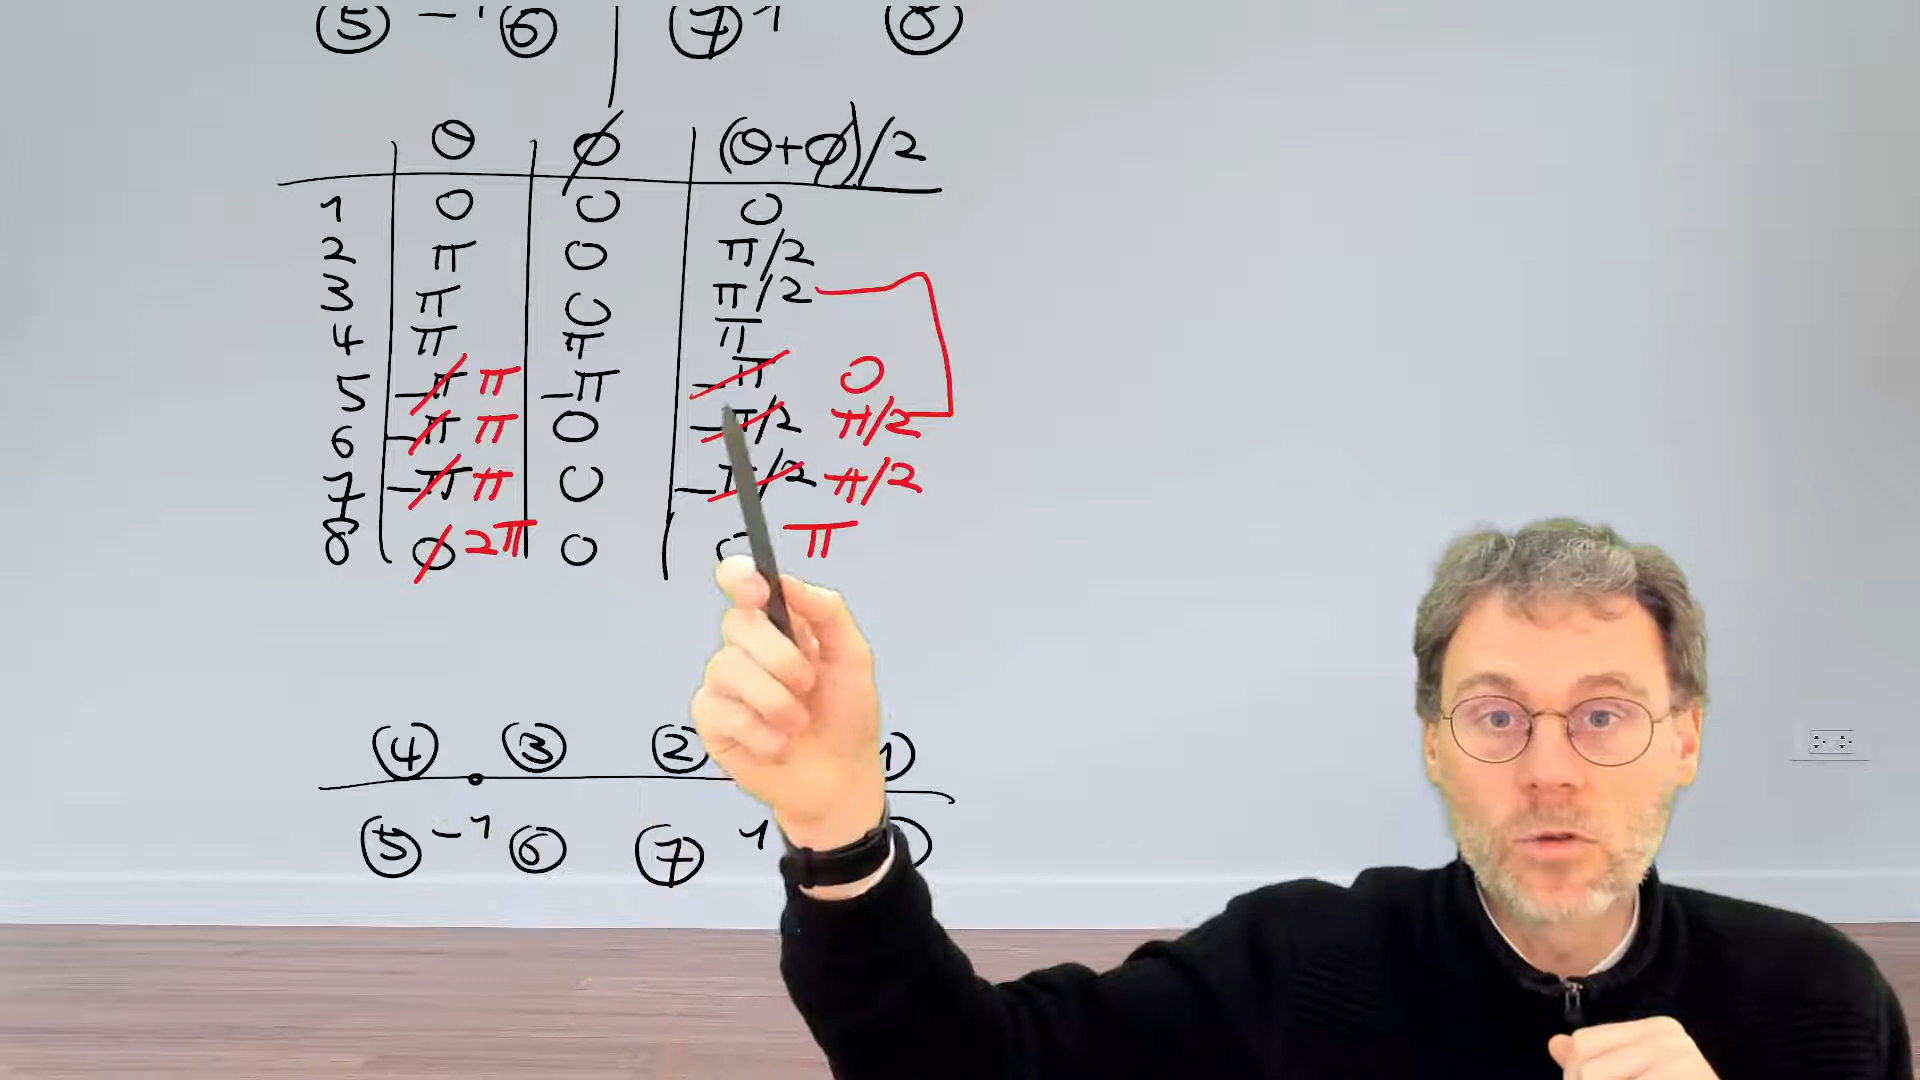 5 -1 6 7 1 8
θ ϕ (θ+ϕ)/2
1 0 0 0
2 π 0 π/2
3 π 0 π/2
4 π π π
5 -π π -π -π 0
6 -π π 0 -π/2 π/2
7 -π π 0 -π/2 π/2
8 0 2π 0 π
4 3 2 1
5 -1 6 7 1